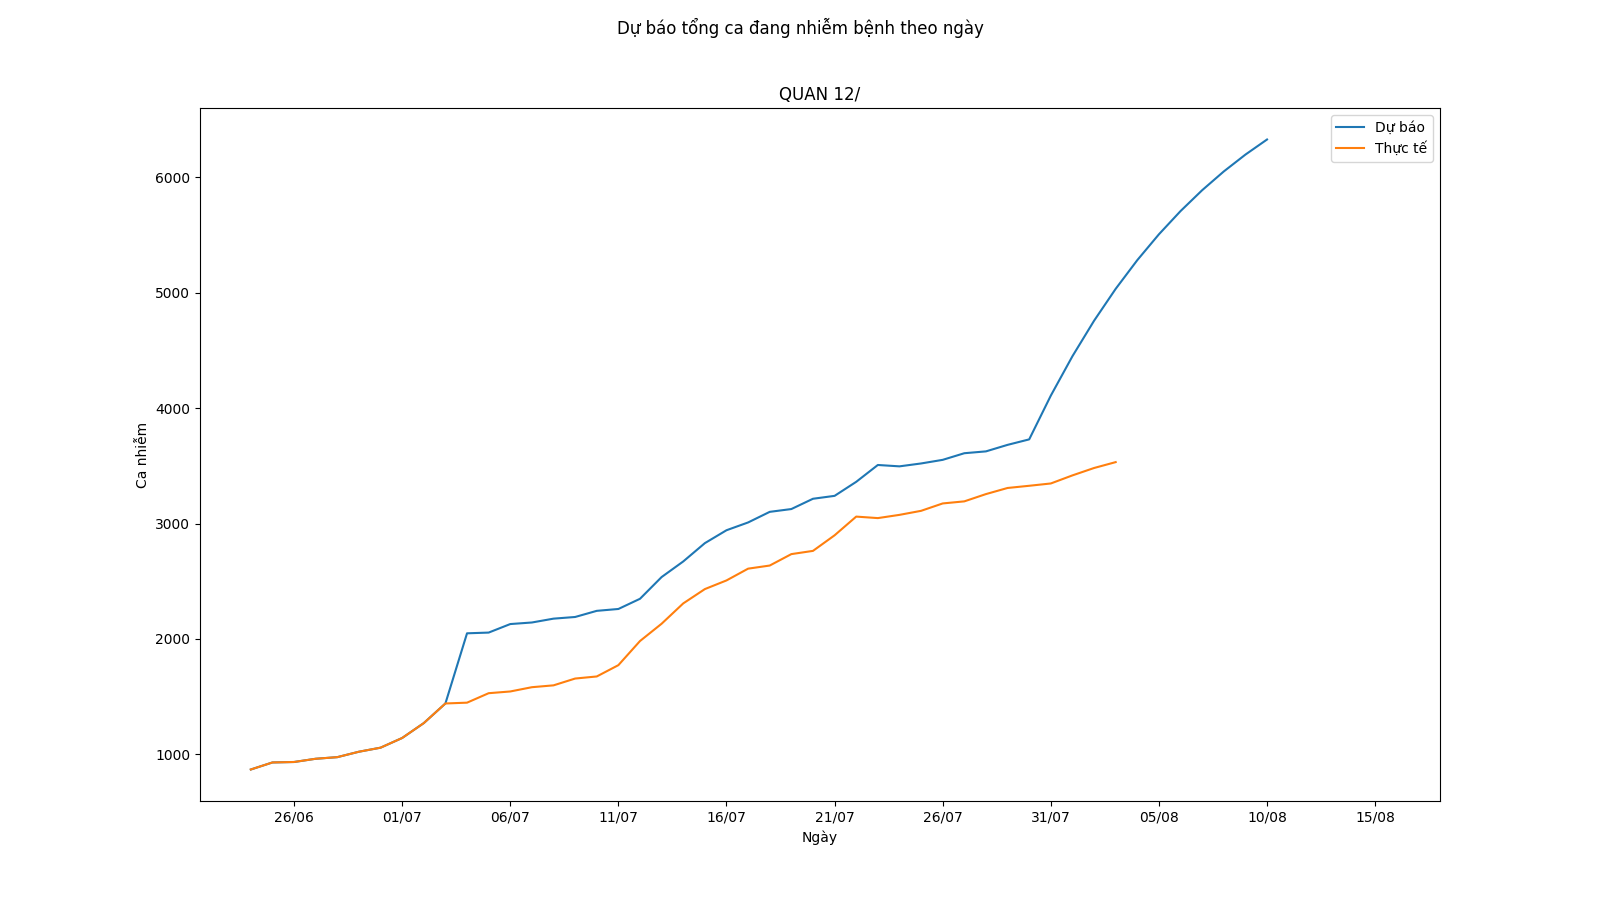 Dự báo tổng ca đang nhiễm bệnh theo ngày
QUAN 12/
Dự báo
Thực tế
6000
5000
4000
3000
2000
1000
Ca nhiễm
26/06 01/07 06/07 11/07 16/07 21/07 26/07 31/07 05/08 10/08 15/08
Ngày